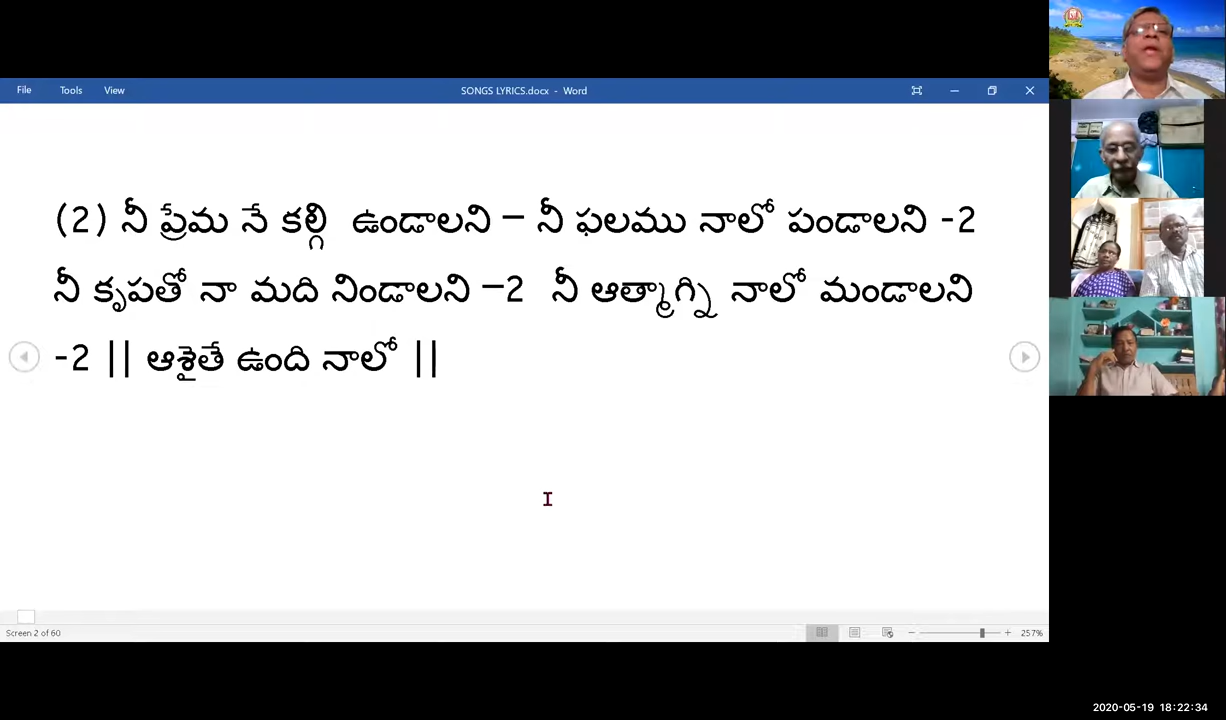 File Tools View SONGS LYRICS.docx - Word
(2) నీ ప్రేమ నే కల్గి ఉండాలని – నీ ఫలము నాలో పండాలని -2
నీ కృపతో నా మది నిండాలని –2 నీ ఆత్మాగ్ని నాలో మండాలని
-2 || ఆశైతే ఉంది నాలో ||
Screen 2 of 60 257%
2020-05-19 18:22:34